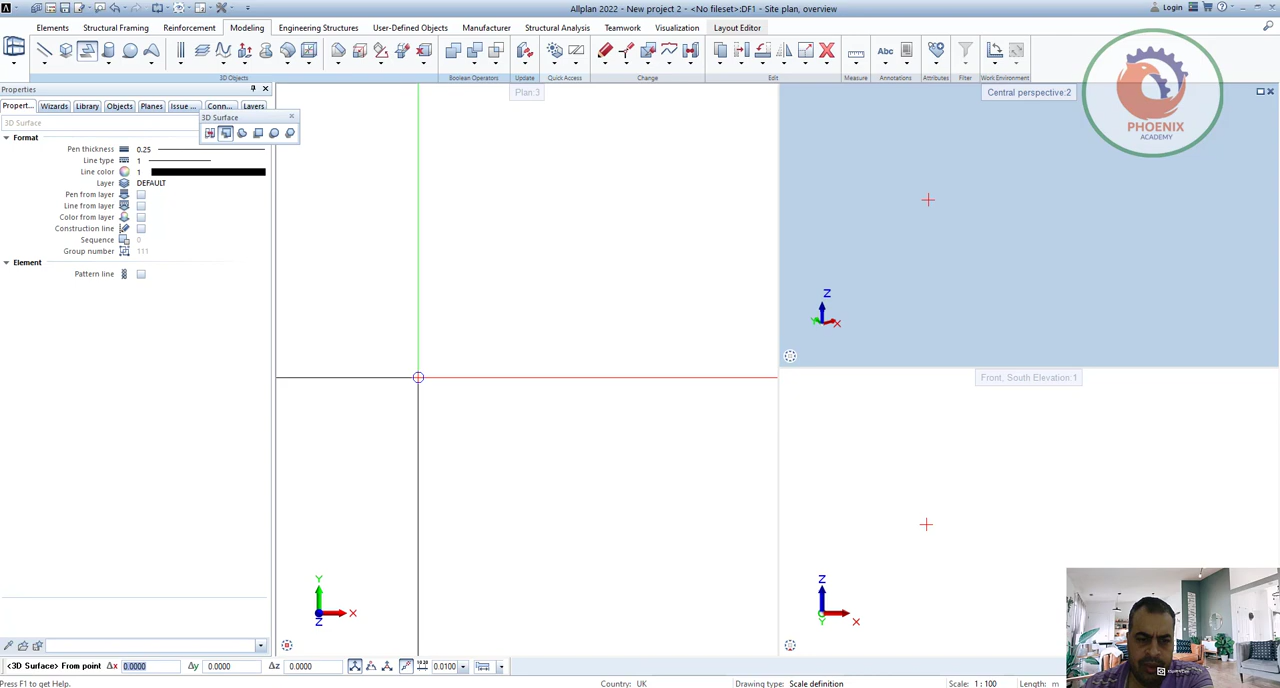 Allplan 2022 - New project 2 - <No fileset>:DF1 - Site plan, overview
Login
Elements Structural Framing Reinforcement Modeling Engineering Structures Manufacturer User-Defined Objects Structural Analysis Teamwork Visualization Layout Editor
Abc
3D Objects Boolean Operators Update Quick Access Change Edit Measure Annotations Attributes Filter Work Environment
Properties
Propert... Wizards Library Objects Planes Issue ... Conn... Layers
3D Surface
3D Surface
Format
Pen thickness 0.25
Line type 1
Line color 1
Layer DEFAULT
Pen from layer
Line from layer
Color from layer
Construction line
Sequence 0
Group number 111
Element
Pattern line
Plan:3
Central perspective:2
Front, South Elevation:1
PHOENIX
ACADEMY
Z
Y X
Y
Z X
Z
Y X
<3D Surface> From point Δx 0.0000 Δy 0.0000 Δz 0.0000 0.0100
Press F1 to get Help.
Country: UK
Drawing type: Scale definition
Scale: 1 : 100
Length: m